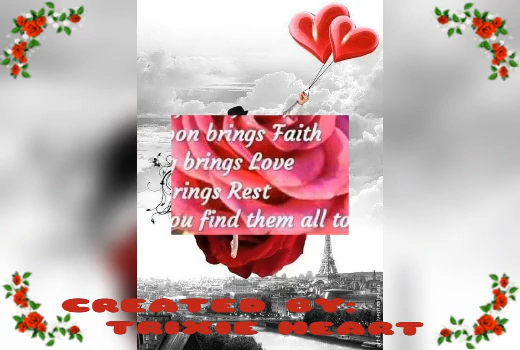 oon brings Faith
brings Love
rings Rest
ou find them all to
CREATED BY:
TRIXIE HEART